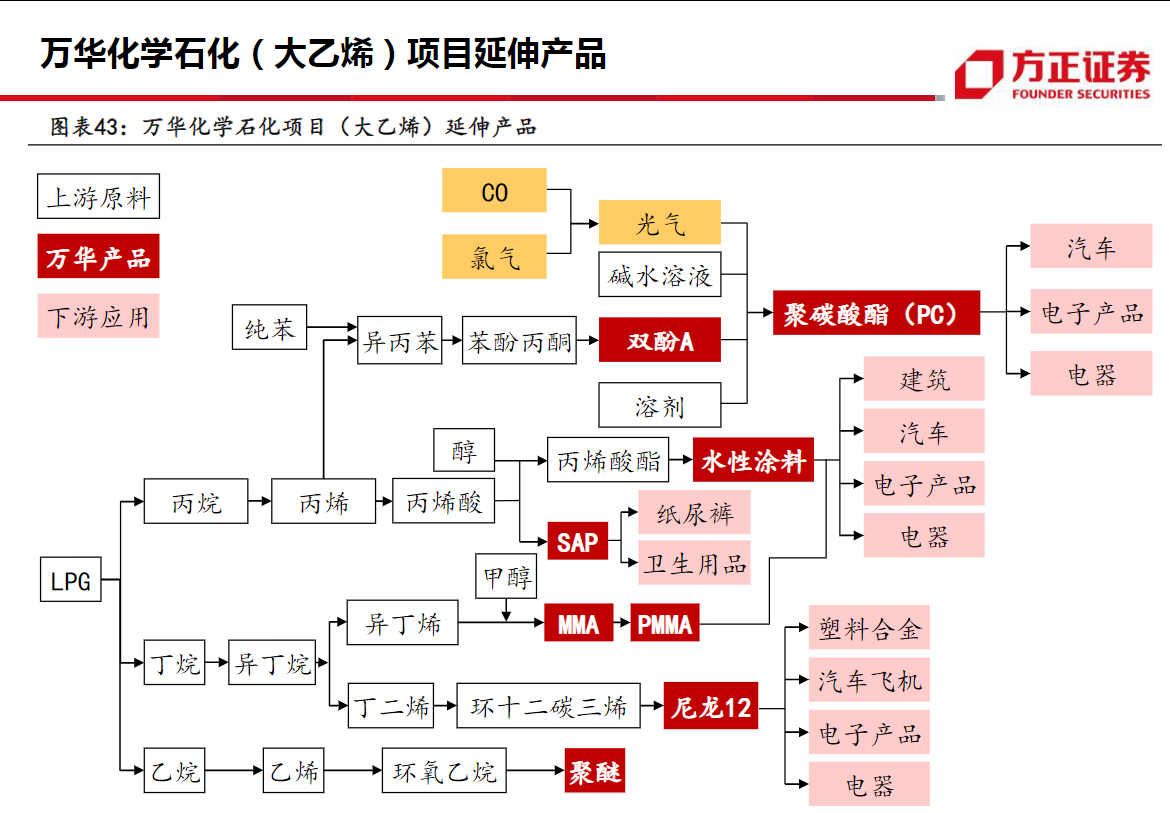 万华化学石化（大乙烯）项目延伸产品
方正证券
FOUNDER SECURITIES
图表43：万华化学石化项目（大乙烯）延伸产品
上游原料
万华产品
下游应用
CO
氯气
光气
碱水溶液
纯苯
异丙苯
苯酚丙酮
双酚A
溶剂
聚碳酸酯（PC）
汽车
电子产品
电器
醇
丙烯酸酯
水性涂料
建筑
汽车
电子产品
电器
丙烷
丙烯
丙烯酸
SAP
纸尿裤
卫生用品
LPG
甲醇
异丁烯
MMA
PMMA
丁烷
异丁烷
丁二烯
环十二碳三烯
尼龙12
塑料合金
汽车飞机
电子产品
电器
乙烷
乙烯
环氧乙烷
聚醚